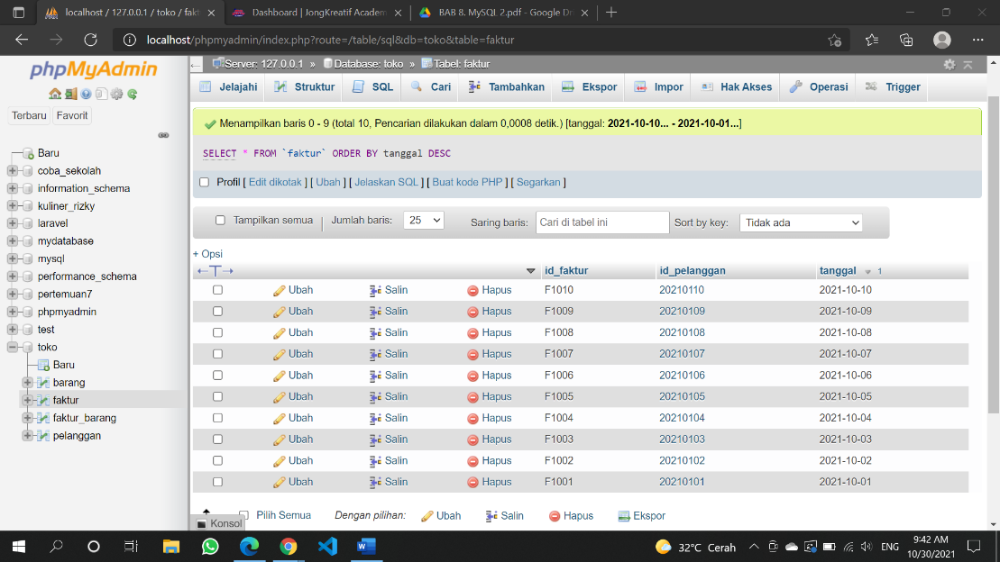 localhost / 127.0.0.1 / toko / fakt
Dashboard | JongKreatif Academ
BAB 8. MySQL 2.pdf - Google Dr
localhost/phpmyadmin/index.php?route=/table/sql&db=toko&table=faktur
phpMyAdmin
Terbaru Favorit
Baru
coba_sekolah
information_schema
kuliner_rizky
laravel
mydatabase
mysql
performance_schema
pertemuan7
phpmyadmin
test
toko
Baru
barang
faktur
faktur_barang
pelanggan
Server: 127.0.0.1 » Database: toko » Tabel: faktur
Jelajahi Struktur SQL Cari Tambahkan Ekspor Impor Hak Akses Operasi Trigger
Menampilkan baris 0 - 9 (total 10, Pencarian dilakukan dalam 0,0008 detik.) [tanggal: 2021-10-10... - 2021-10-01...]
SELECT * FROM `faktur` ORDER BY tanggal DESC
Profil [ Edit dikotak ] [ Ubah ] [ Jelaskan SQL ] [ Buat kode PHP ] [ Segarkan ]
Tampilkan semua | Jumlah baris: 25 Saring baris: Cari di tabel ini Sort by key: Tidak ada
+ Opsi
←T→ id_faktur id_pelanggan tanggal 1
Ubah Salin Hapus F1010 20210110 2021-10-10
Ubah Salin Hapus F1009 20210109 2021-10-09
Ubah Salin Hapus F1008 20210108 2021-10-08
Ubah Salin Hapus F1007 20210107 2021-10-07
Ubah Salin Hapus F1006 20210106 2021-10-06
Ubah Salin Hapus F1005 20210105 2021-10-05
Ubah Salin Hapus F1004 20210104 2021-10-04
Ubah Salin Hapus F1003 20210103 2021-10-03
Ubah Salin Hapus F1002 20210102 2021-10-02
Ubah Salin Hapus F1001 20210101 2021-10-01
Pilih Semua Dengan pilihan: Ubah Salin Hapus Ekspor
Konsol
32°C Cerah ENG 9:42 AM
10/30/2021